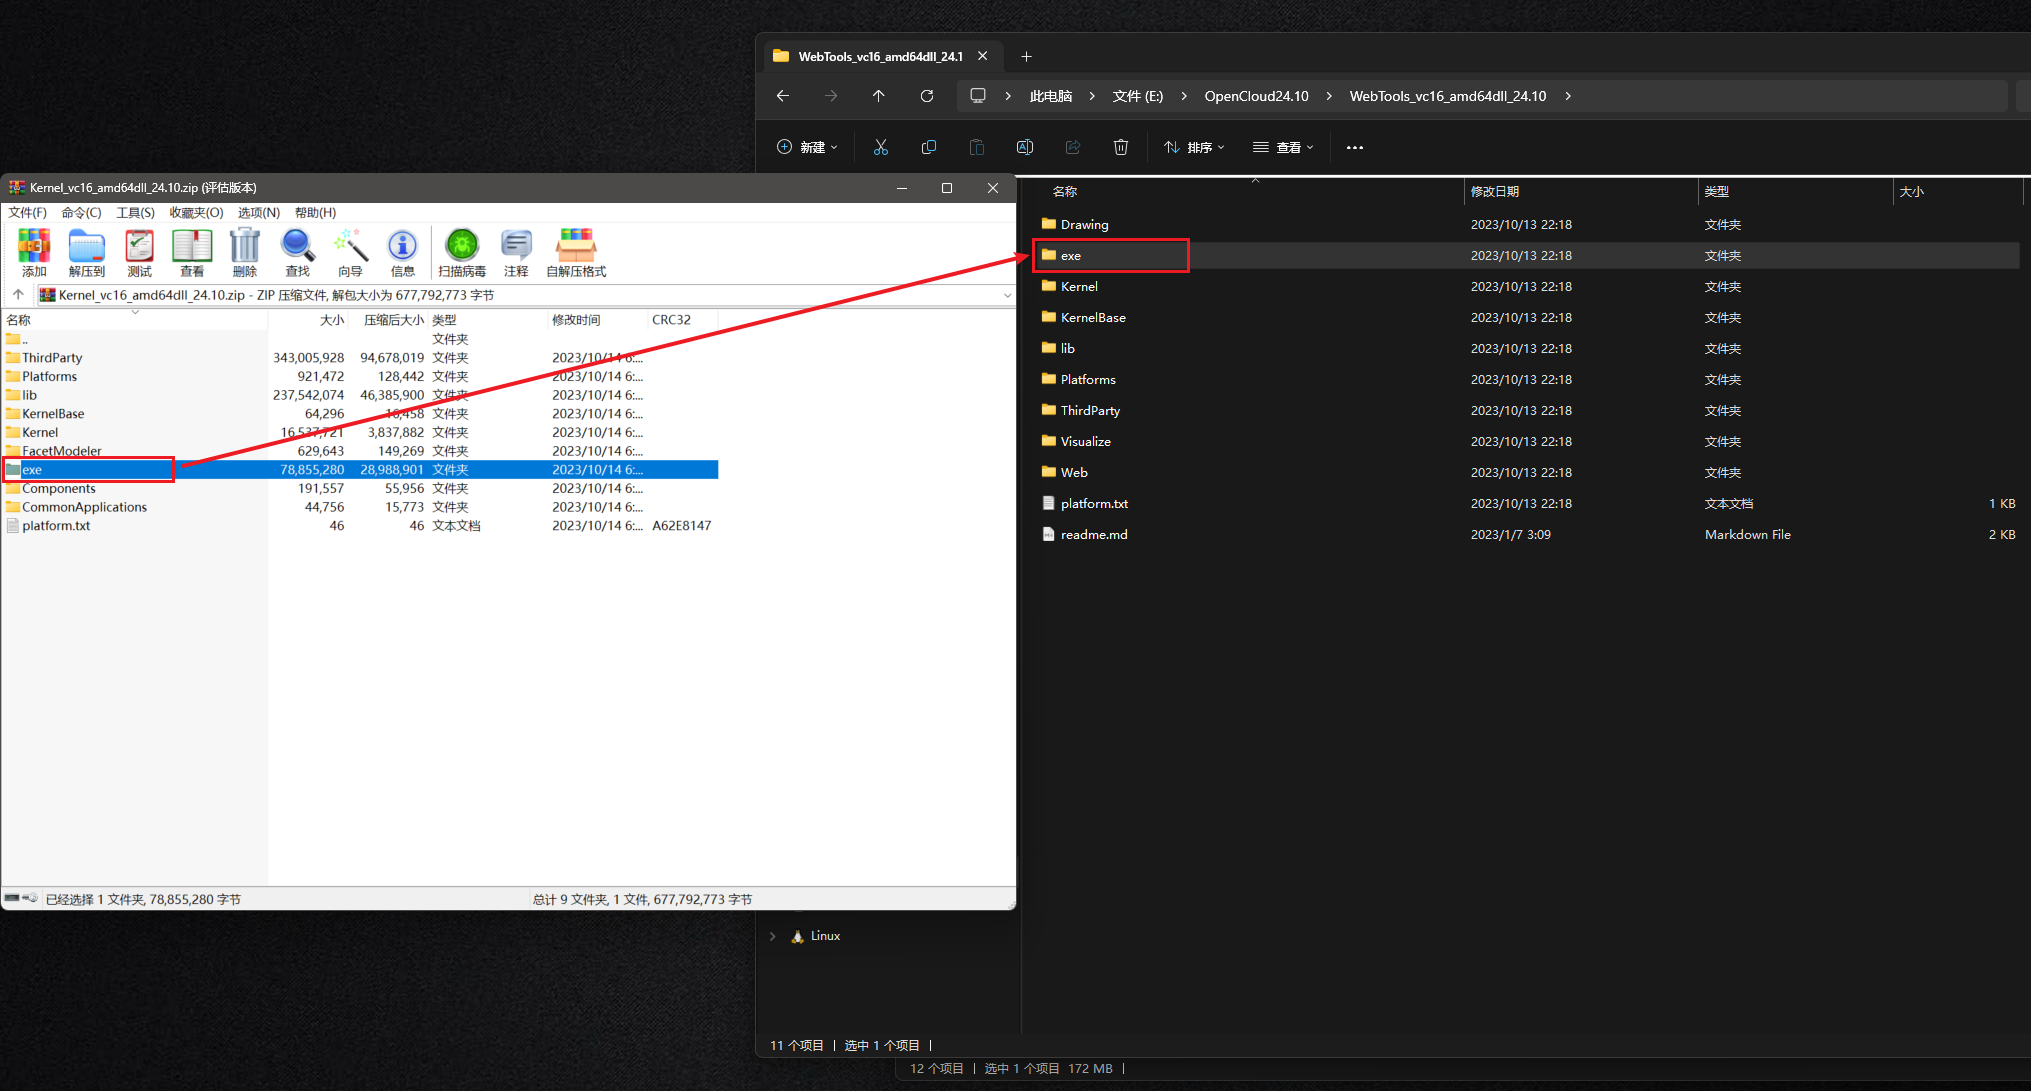 WebTools_vc16_amd64dll_24.1
此电脑 文件 (E:) OpenCloud24.10 WebTools_vc16_amd64dll_24.10
新建 排序 查看
名称 修改日期 类型 大小
Drawing 2023/10/13 22:18 文件夹
exe 2023/10/13 22:18 文件夹
Kernel 2023/10/13 22:18 文件夹
KernelBase 2023/10/13 22:18 文件夹
lib 2023/10/13 22:18 文件夹
Platforms 2023/10/13 22:18 文件夹
ThirdParty 2023/10/13 22:18 文件夹
Visualize 2023/10/13 22:18 文件夹
Web 2023/10/13 22:18 文件夹
platform.txt 2023/10/13 22:18 文本文档 1 KB
readme.md 2023/1/7 3:09 Markdown File 2 KB
Kernel_vc16_amd64dll_24.10.zip (评估版本)
文件(F) 命令(C) 工具(S) 收藏夹(O) 选项(N) 帮助(H)
添加 解压到 测试 查看 删除 查找 向导 信息 扫描病毒 注释 自解压格式
Kernel_vc16_amd64dll_24.10.zip - ZIP 压缩文件, 解包大小为 677,792,773 字节
名称 大小 压缩后大小 类型 修改时间 CRC32
.. 文件夹
ThirdParty 343,005,928 94,678,019 文件夹 2023/10/14 6:...
Platforms 921,472 128,442 文件夹 2023/10/14 6:...
lib 237,542,074 46,385,900 文件夹 2023/10/14 6:...
KernelBase 64,296 16,458 文件夹 2023/10/14 6:...
Kernel 16,537,721 3,837,882 文件夹 2023/10/14 6:...
FacetModeler 629,643 149,269 文件夹 2023/10/14 6:...
exe 78,855,280 28,988,901 文件夹 2023/10/14 6:...
Components 191,557 55,956 文件夹 2023/10/14 6:...
CommonApplications 44,756 15,773 文件夹 2023/10/14 6:...
platform.txt 46 46 文本文档 2023/10/14 6:... A62E8147
已经选择 1 文件夹, 78,855,280 字节 总计 9 文件夹, 1 文件, 677,792,773 字节
Linux
11 个项目 选中 1 个项目
12 个项目 选中 1 个项目 172 MB